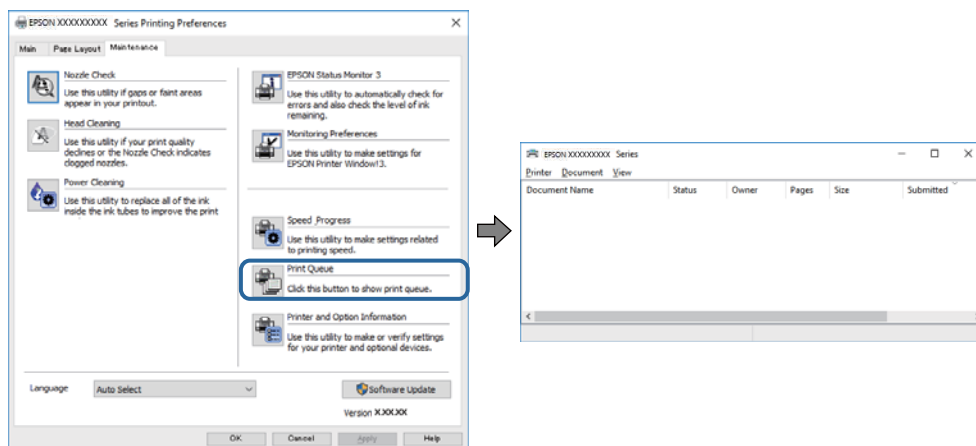 EPSON XXXXXXXXX Series Printing Preferences
Main Page Layout Maintenance
Nozzle Check
Use this utility if gaps or faint areas
appear in your printout.
Head Cleaning
Use this utility if your print quality
declines or the Nozzle Check indicates
clogged nozzles.
Power Cleaning
Use this utility to replace all of the ink
inside the ink tubes to improve the print
EPSON Status Monitor 3
Use this utility to automatically check for
errors and also check the level of ink
remaining.
Monitoring Preferences
Use this utility to make settings for
EPSON Printer Window!3.
Speed Progress
Use this utility to make settings related
to printing speed.
Print Queue
Click this button to show print queue.
Printer and Option Information
Use this utility to make or verify settings
for your printer and optional devices.
Language Auto Select
Software Update
Version X.XX.XX
OK Cancel Apply Help
EPSON XXXXXXXXX Series
Printer Document View
Document Name Status Owner Pages Size Submitted